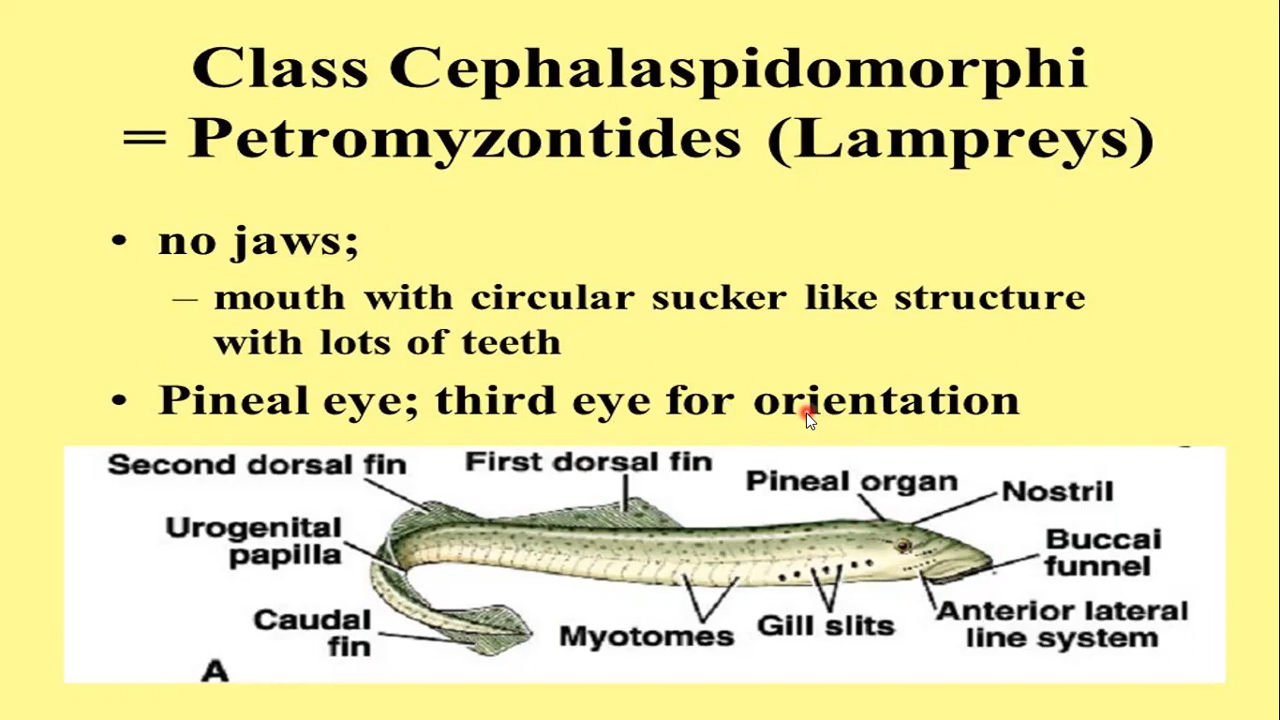 Class Cephalaspidomorphi
= Petromyzontides (Lampreys)
• no jaws;
– mouth with circular sucker like structure
with lots of teeth
• Pineal eye; third eye for orientation
Second dorsal fin
First dorsal fin
Pineal organ
Nostril
Urogenital
papilla
Buccai
funnel
Caudal
fin
Myotomes
Gill slits
Anterior lateral
line system
A